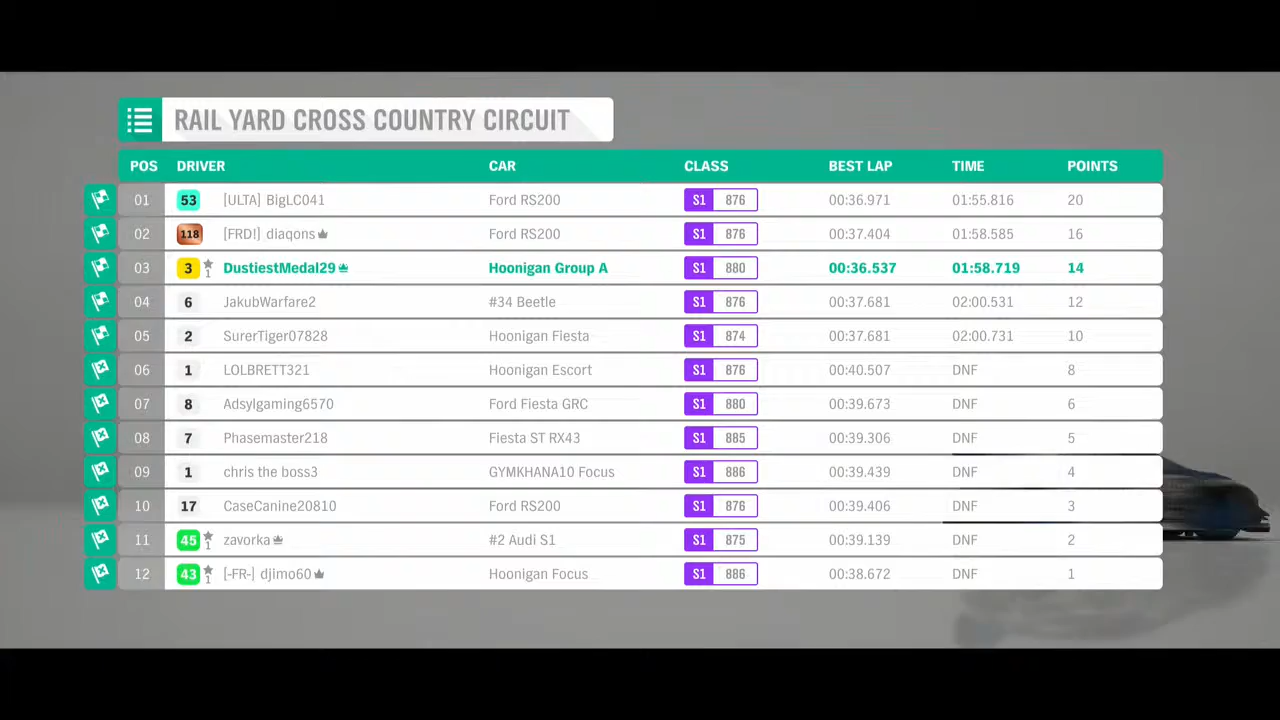 RAIL YARD CROSS COUNTRY CIRCUIT
POS DRIVER CAR CLASS BEST LAP TIME POINTS
01 53 [ULTA] BigLC041 Ford RS200 S1 876 00:36.971 01:55.816 20
02 118 [FRD!] diaqons Ford RS200 S1 876 00:37.404 01:58.585 16
03 3 1 DustiestMedal29 Hoonigan Group A S1 880 00:36.537 01:58.719 14
04 6 JakubWarfare2 #34 Beetle S1 876 00:37.681 02:00.531 12
05 2 SurerTiger07828 Hoonigan Fiesta S1 874 00:37.681 02:00.731 10
06 1 LOLBRETT321 Hoonigan Escort S1 876 00:40.507 DNF 8
07 8 Adsylgaming6570 Ford Fiesta GRC S1 880 00:39.673 DNF 6
08 7 Phasemaster218 Fiesta ST RX43 S1 885 00:39.306 DNF 5
09 1 chris the boss3 GYMKHANA10 Focus S1 886 00:39.439 DNF 4
10 17 CaseCanine20810 Ford RS200 S1 876 00:39.406 DNF 3
11 45 1 zavorka #2 Audi S1 S1 875 00:39.139 DNF 2
12 43 1 [-FR-] djimo60 Hoonigan Focus S1 886 00:38.672 DNF 1